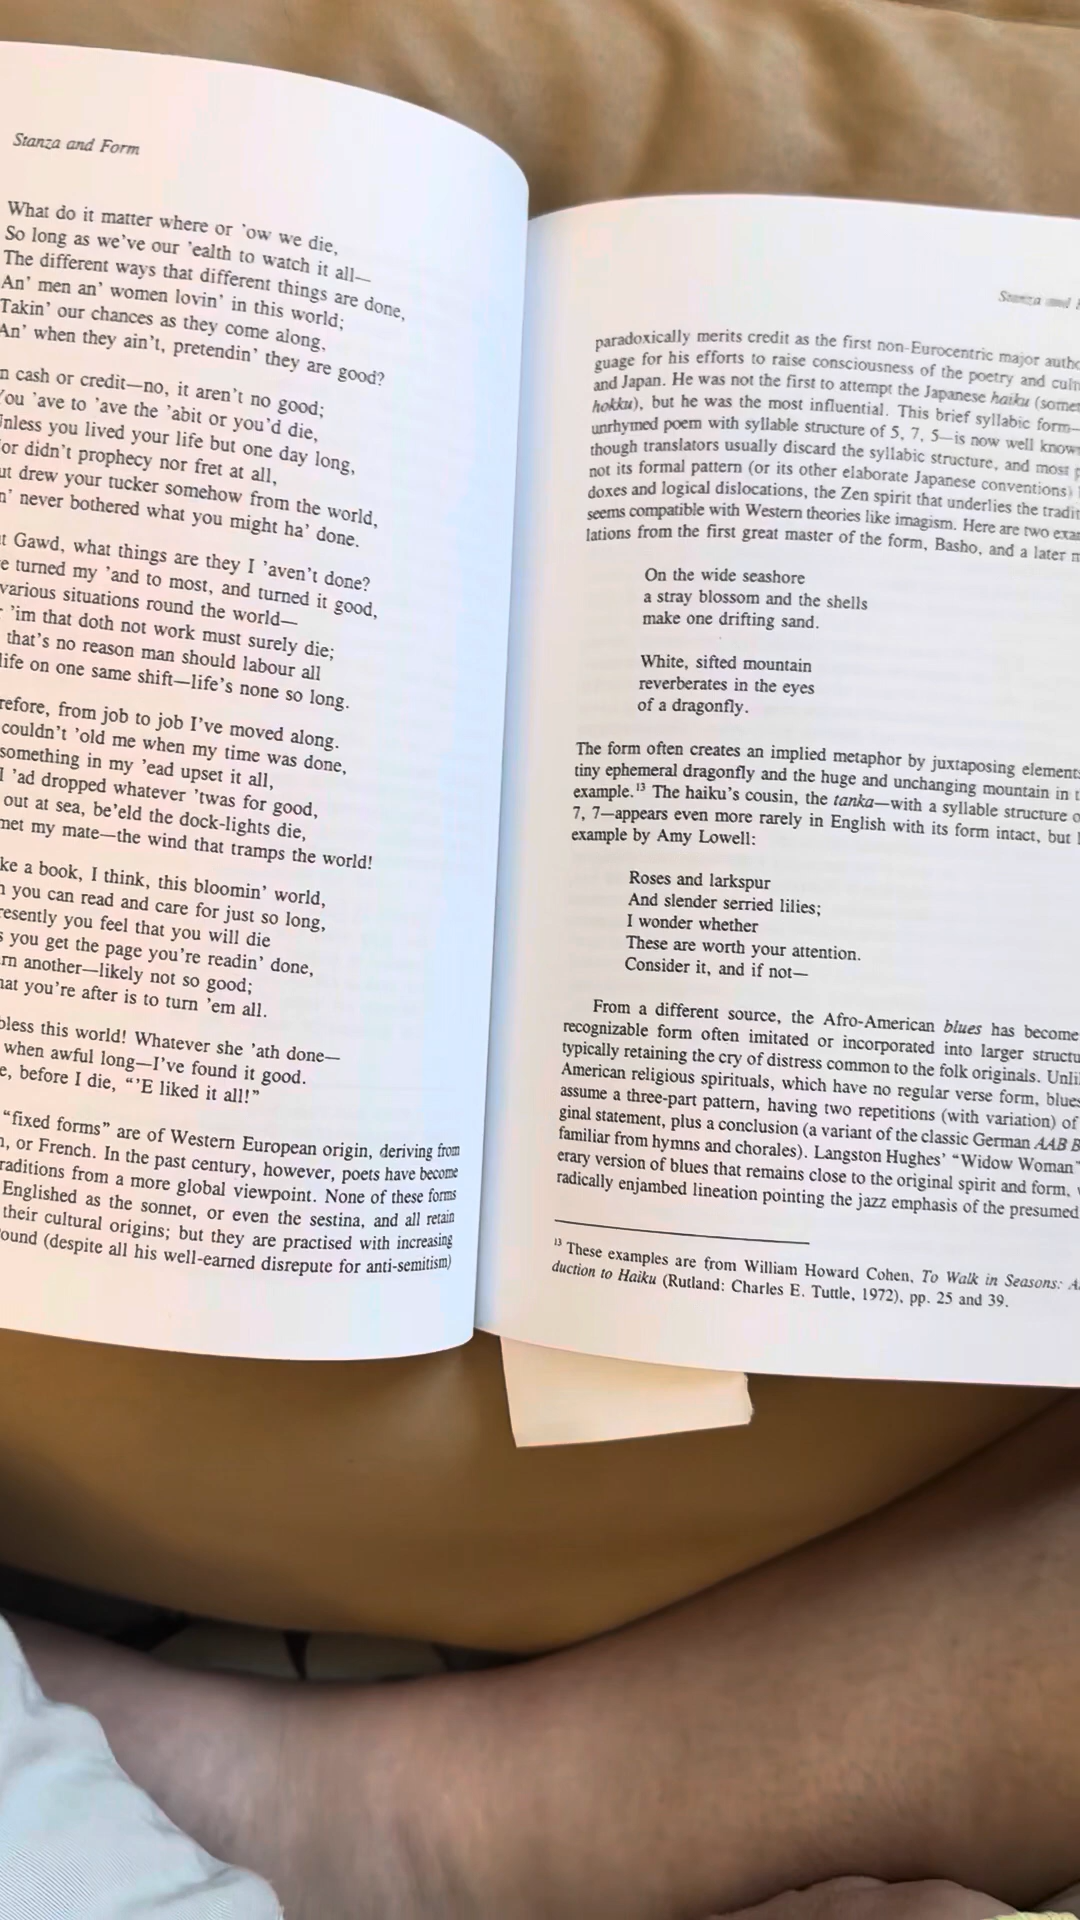 Stanza and Form
What do it matter where or 'ow we die,
So long as we've our 'ealth to watch it all—
The different ways that different things are done,
An' men an' women lovin' in this world;
Takin' our chances as they come along,
An' when they ain't, pretendin' they are good?
n cash or credit—no, it aren't no good;
You 'ave to 'ave the 'abit or you'd die,
Unless you lived your life but one day long,
or didn't prophecy nor fret at all,
ut drew your tucker somehow from the world,
n' never bothered what you might ha' done.
t Gawd, what things are they I 'aven't done?
e turned my 'and to most, and turned it good,
various situations round the world—
'im that doth not work must surely die;
that's no reason man should labour all
life on one same shift—life's none so long.
refore, from job to job I've moved along.
couldn't 'old me when my time was done,
something in my 'ead upset it all,
I 'ad dropped whatever 'twas for good,
out at sea, be'eld the dock-lights die,
met my mate—the wind that tramps the world!
ke a book, I think, this bloomin' world,
you can read and care for just so long,
resently you feel that you will die
s you get the page you're readin' done,
rn another—likely not so good;
hat you're after is to turn 'em all.
bless this world! Whatever she 'ath done—
when awful long—I've found it good.
e, before I die, "'E liked it all!"
"fixed forms" are of Western European origin, deriving from
n, or French. In the past century, however, poets have become
raditions from a more global viewpoint. None of these forms
Englished as the sonnet, or even the sestina, and all retain
their cultural origins; but they are practised with increasing
ound (despite all his well-earned disrepute for anti-semitism)
Stanza and F
paradoxically merits credit as the first non-Eurocentric major autho
guage for his efforts to raise consciousness of the poetry and cult
and Japan. He was not the first to attempt the Japanese haiku (somet
hokku), but he was the most influential. This brief syllabic form—
unrhymed poem with syllable structure of 5, 7, 5—is now well know
though translators usually discard the syllabic structure, and most p
not its formal pattern (or its other elaborate Japanese conventions)
doxes and logical dislocations, the Zen spirit that underlies the tradit
seems compatible with Western theories like imagism. Here are two exa
lations from the first great master of the form, Basho, and a later m
On the wide seashore
a stray blossom and the shells
make one drifting sand.
White, sifted mountain
reverberates in the eyes
of a dragonfly.
The form often creates an implied metaphor by juxtaposing elements
tiny ephemeral dragonfly and the huge and unchanging mountain in t
example.¹³ The haiku's cousin, the tanka—with a syllable structure o
7, 7—appears even more rarely in English with its form intact, but
example by Amy Lowell:
Roses and larkspur
And slender serried lilies;
I wonder whether
These are worth your attention.
Consider it, and if not—
From a different source, the Afro-American blues has become
recognizable form often imitated or incorporated into larger structu
typically retaining the cry of distress common to the folk originals. Unli
American religious spirituals, which have no regular verse form, blues
assume a three-part pattern, having two repetitions (with variation) of
ginal statement, plus a conclusion (a variant of the classic German AAB B
familiar from hymns and chorales). Langston Hughes' "Widow Woman"
erary version of blues that remains close to the original spirit and form,
radically enjambed lineation pointing the jazz emphasis of the presumed
¹³ These examples are from William Howard Cohen, To Walk in Seasons: A
duction to Haiku (Rutland: Charles E. Tuttle, 1972), pp. 25 and 39.